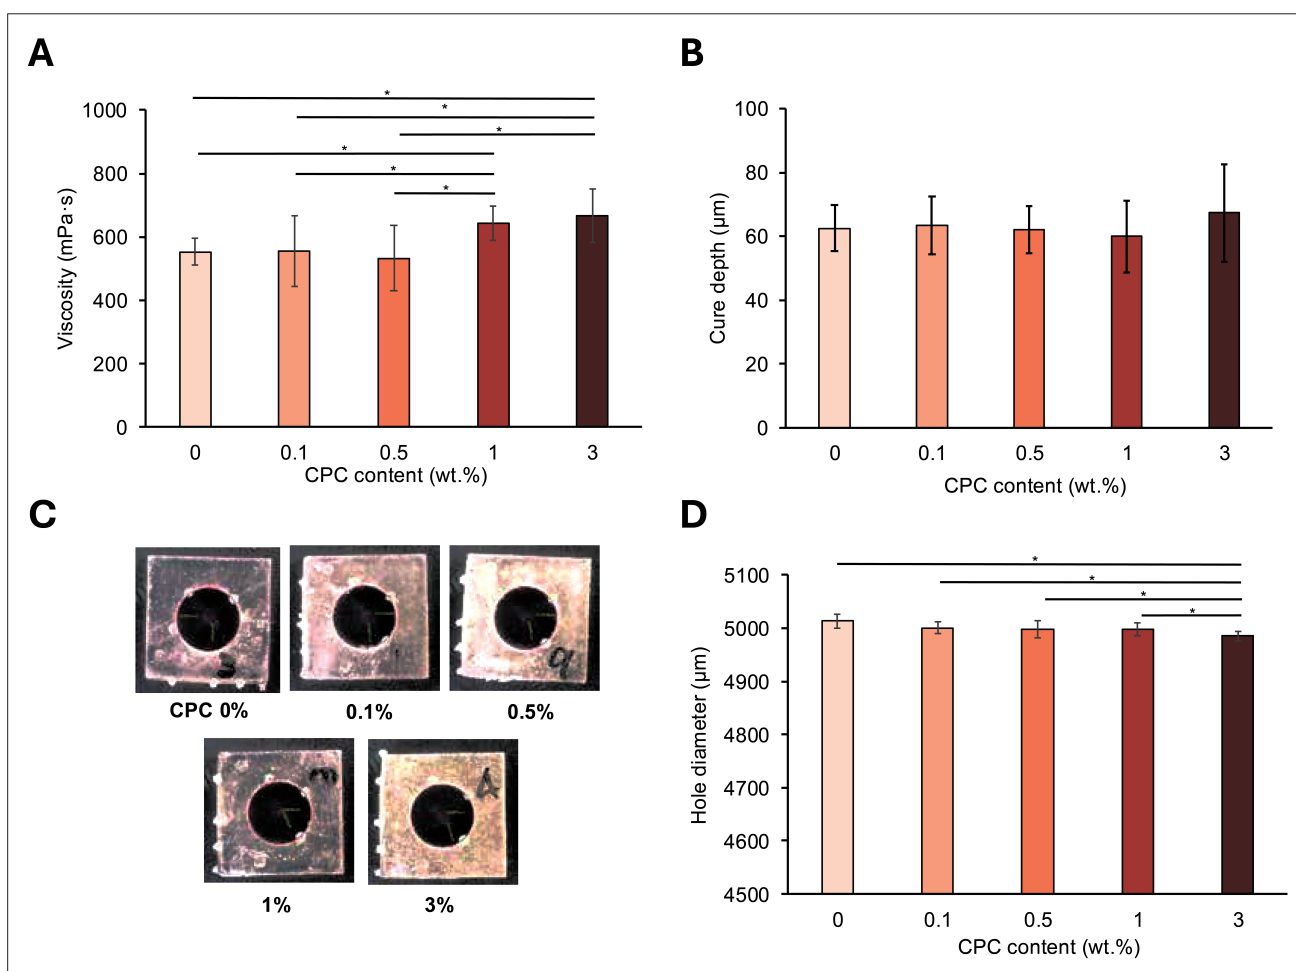 A
Viscosity (mPa·s)
1000
800
600
400
200
0
*
*
*
*
*
*
0 0.1 0.5 1 3
CPC content (wt.%)
B
Cure depth (µm)
100
80
60
40
20
0
0 0.1 0.5 1 3
CPC content (wt.%)
C
CPC 0% 0.1% 0.5%
1% 3%
D
Hole diameter (µm)
5100
5000
4900
4800
4700
4600
4500
*
*
*
*
0 0.1 0.5 1 3
CPC content (wt.%)